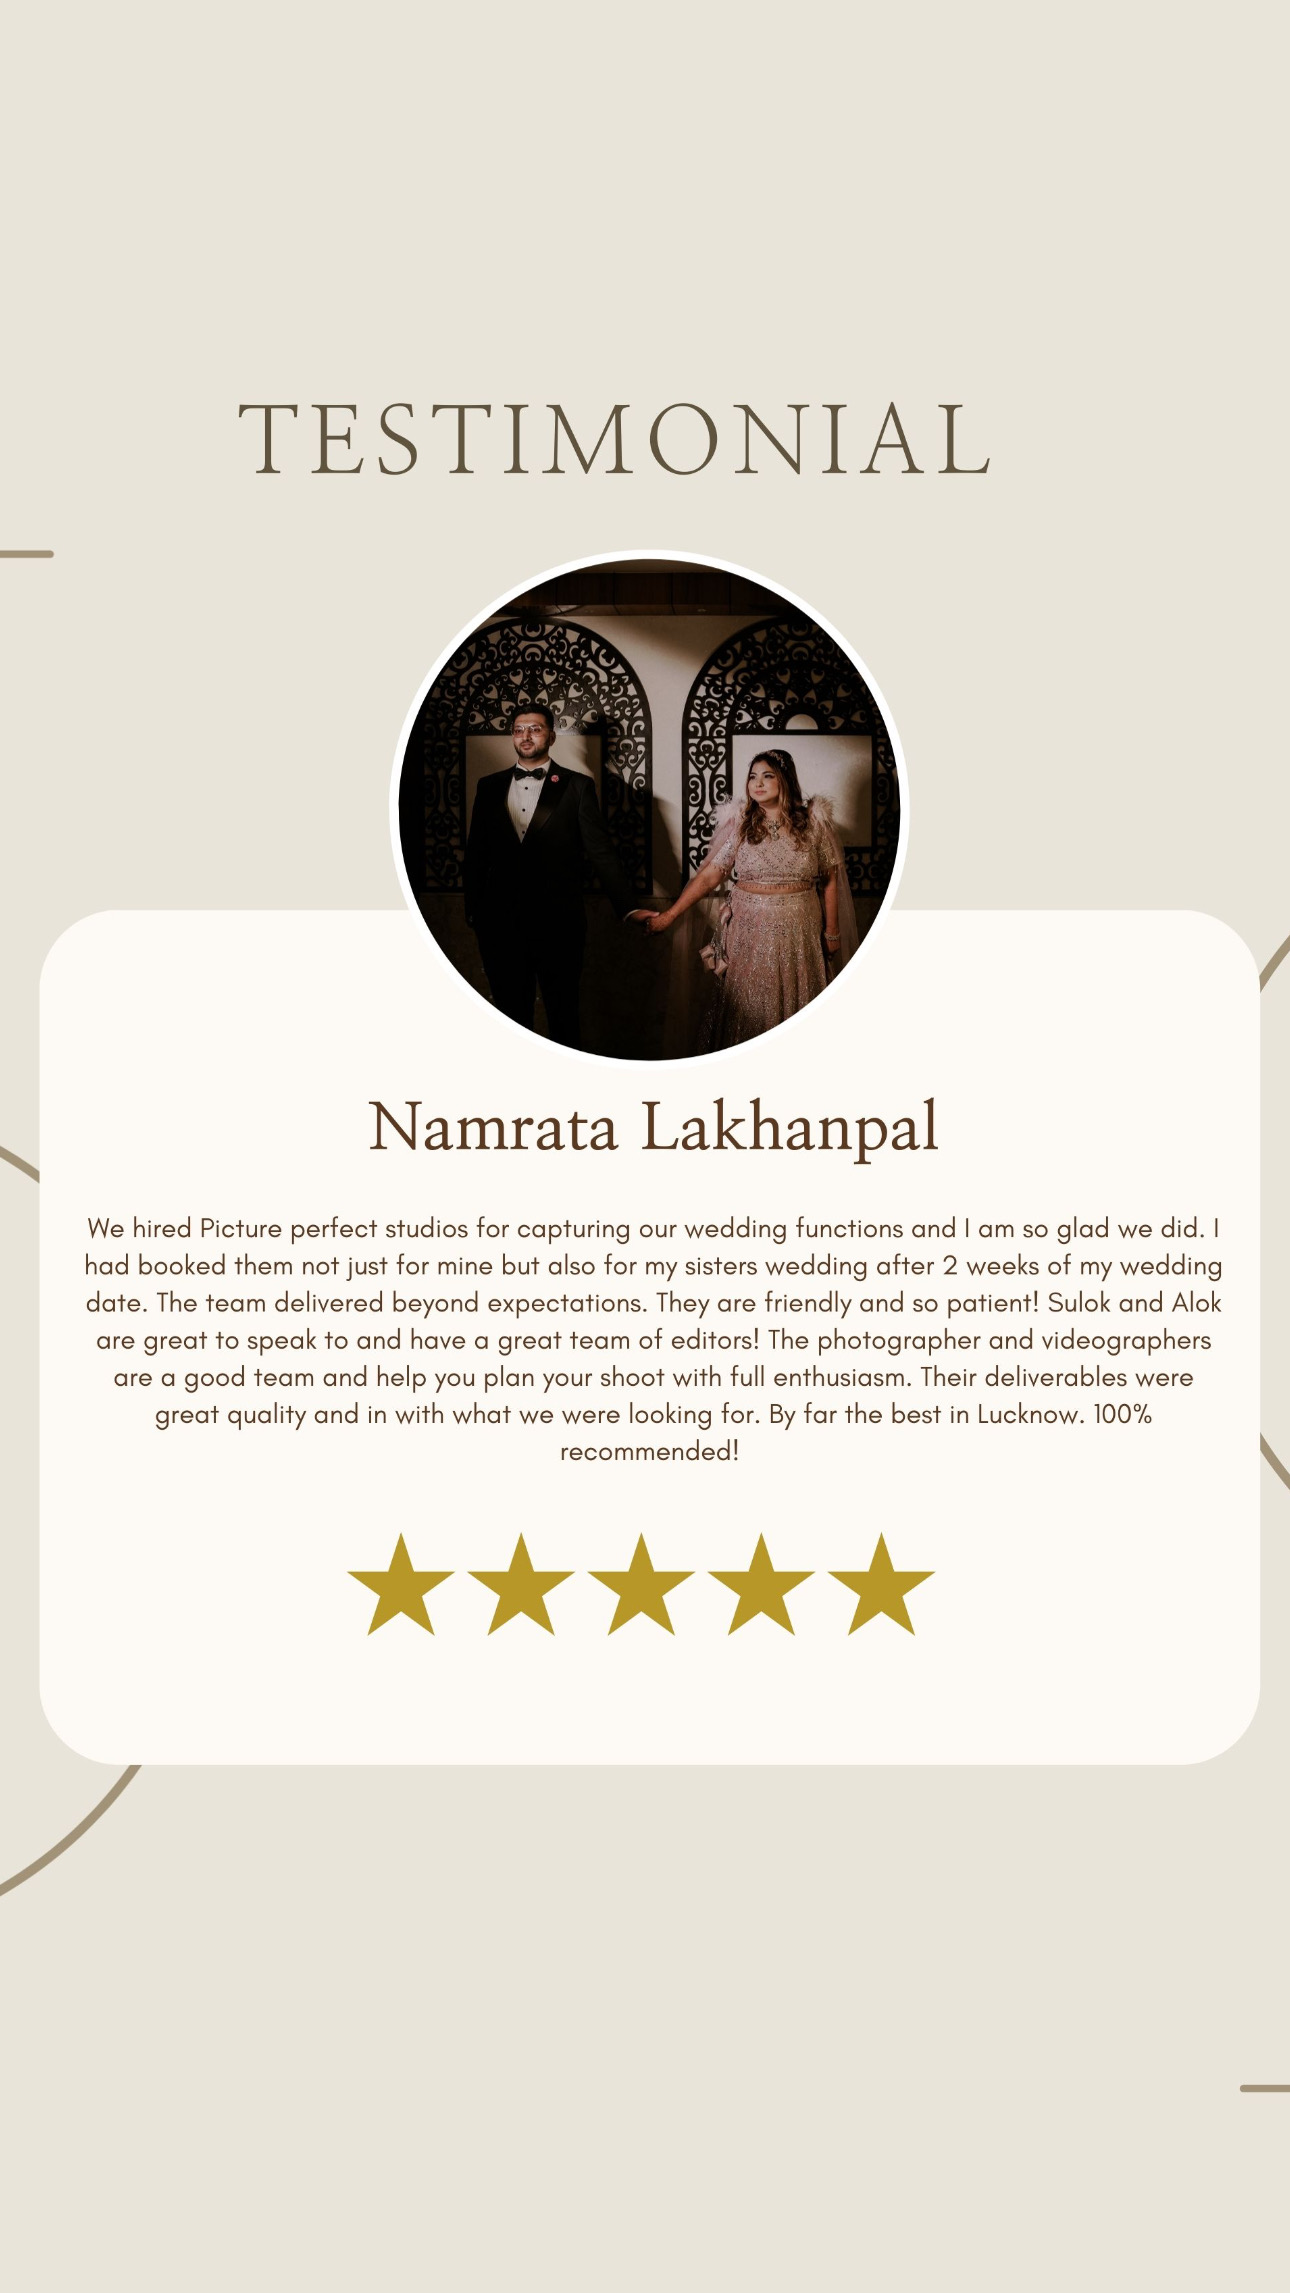 TESTIMONIAL
Namrata Lakhanpal
We hired Picture perfect studios for capturing our wedding functions and I am so glad we did. I
had booked them not just for mine but also for my sisters wedding after 2 weeks of my wedding
date. The team delivered beyond expectations. They are friendly and so patient! Sulok and Alok
are great to speak to and have a great team of editors! The photographer and videographers
are a good team and help you plan your shoot with full enthusiasm. Their deliverables were
great quality and in with what we were looking for. By far the best in Lucknow. 100%
recommended!